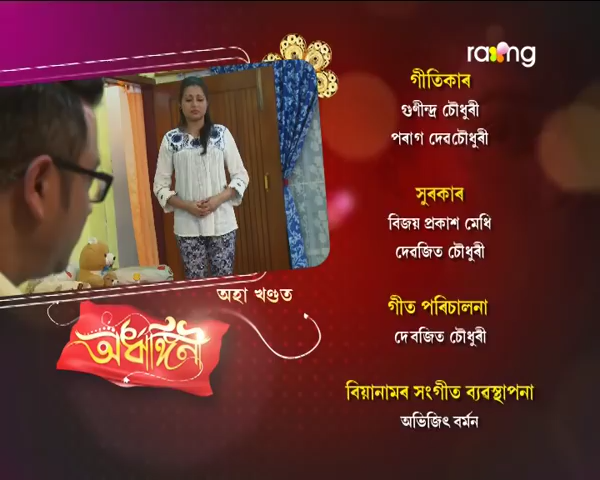 rang
গীতিকাৰ
গুণীন্দ্ৰ চৌধুৰী
পৰাগ দেৱচৌধুৰী
সুৰকাৰ
বিজয় প্ৰকাশ মেধি
দেৱজিত চৌধুৰী
গীত পৰিচালনা
দেৱজিত চৌধুৰী
বিয়ানামৰ সংগীত ব্যৱস্থাপনা
অভিজিৎ বৰ্মন
অহা খণ্ডত
অৰ্ধাঙ্গিনী